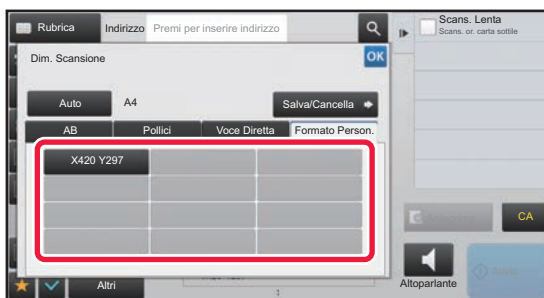 Rubrica
Indirizzo
Premi per inserire indirizzo
Scans. Lenta
Scans. or. carta sottile
Dim. Scansione
OK
Auto
A4
Salva/Cancella
AB
Pollici
Voce Diretta
Formato Person.
X420 Y297
CA
Altri
1
Altoparlante